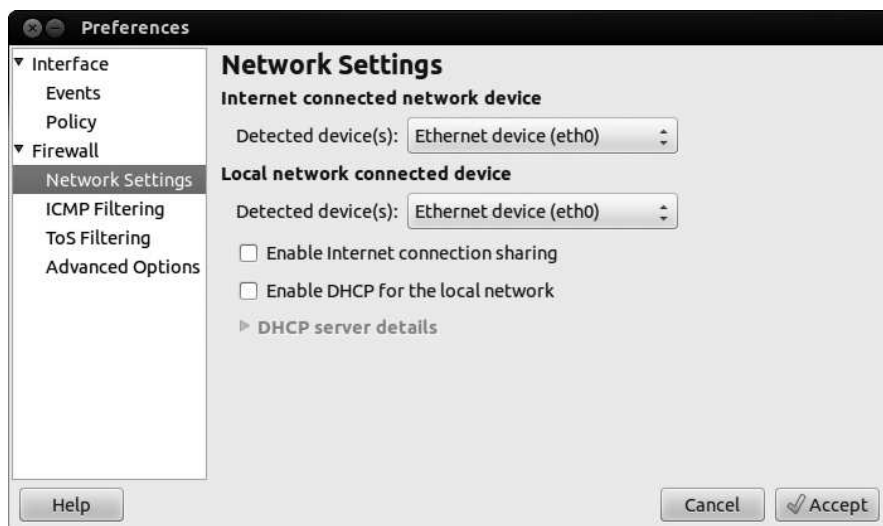 Preferences
Interface
Events
Policy
Firewall
Network Settings
ICMP Filtering
ToS Filtering
Advanced Options
Network Settings
Internet connected network device
Detected device(s): Ethernet device (eth0)
Local network connected device
Detected device(s): Ethernet device (eth0)
Enable Internet connection sharing
Enable DHCP for the local network
DHCP server details
Help
Cancel
Accept